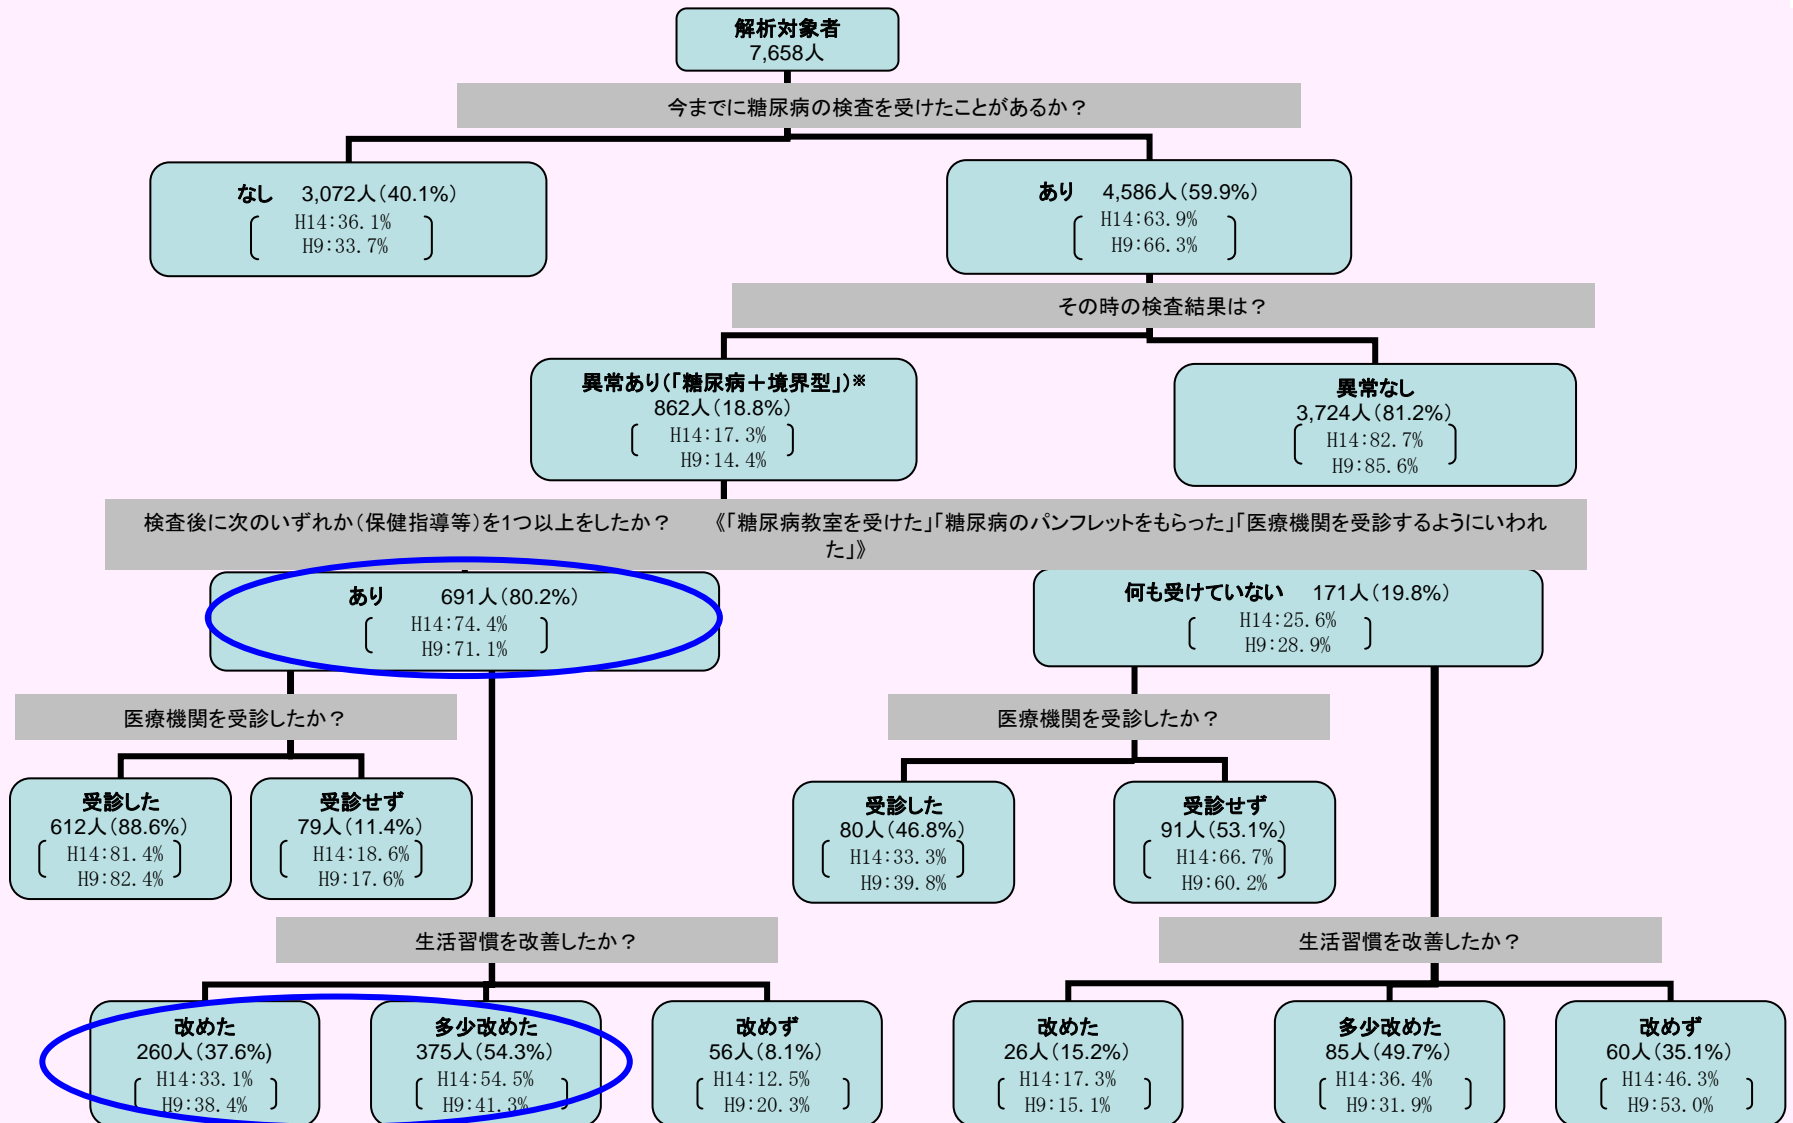 解析対象者
7,658人
今までに糖尿病の検査を受けたことがあるか？
なし 3,072人（40.1%）
H14:36.1%
H9:33.7%
あり 4,586人（59.9%）
H14:63.9%
H9:66.3%
その時の検査結果は？
異常あり（「糖尿病＋境界型」）※
862人（18.8%）
H14:17.3%
H9:14.4%
異常なし
3,724人（81.2%）
H14:82.7%
H9:85.6%
検査後に次のいずれか（保健指導等）を1つ以上をしたか？ 《「糖尿病教室を受けた」「糖尿病のパンフレットをもらった」「医療機関を受診するようにいわれ
た」》
あり 691人（80.2%）
H14:74.4%
H9:71.1%
何も受けていない 171人（19.8%）
H14:25.6%
H9:28.9%
医療機関を受診したか？
医療機関を受診したか？
受診した
612人（88.6%）
H14:81.4%
H9:82.4%
受診せず
79人（11.4%）
H14:18.6%
H9:17.6%
受診した
80人（46.8%）
H14:33.3%
H9:39.8%
受診せず
91人（53.1%）
H14:66.7%
H9:60.2%
生活習慣を改善したか？
生活習慣を改善したか？
改めた
260人（37.6%）
H14:33.1%
H9:38.4%
多少改めた
375人（54.3%）
H14:54.5%
H9:41.3%
改めず
56人（8.1%）
H14:12.5%
H9:20.3%
改めた
26人（15.2%）
H14:17.3%
H9:15.1%
多少改めた
85人（49.7%）
H14:36.4%
H9:31.9%
改めず
60人（35.1%）
H14:46.3%
H9:53.0%